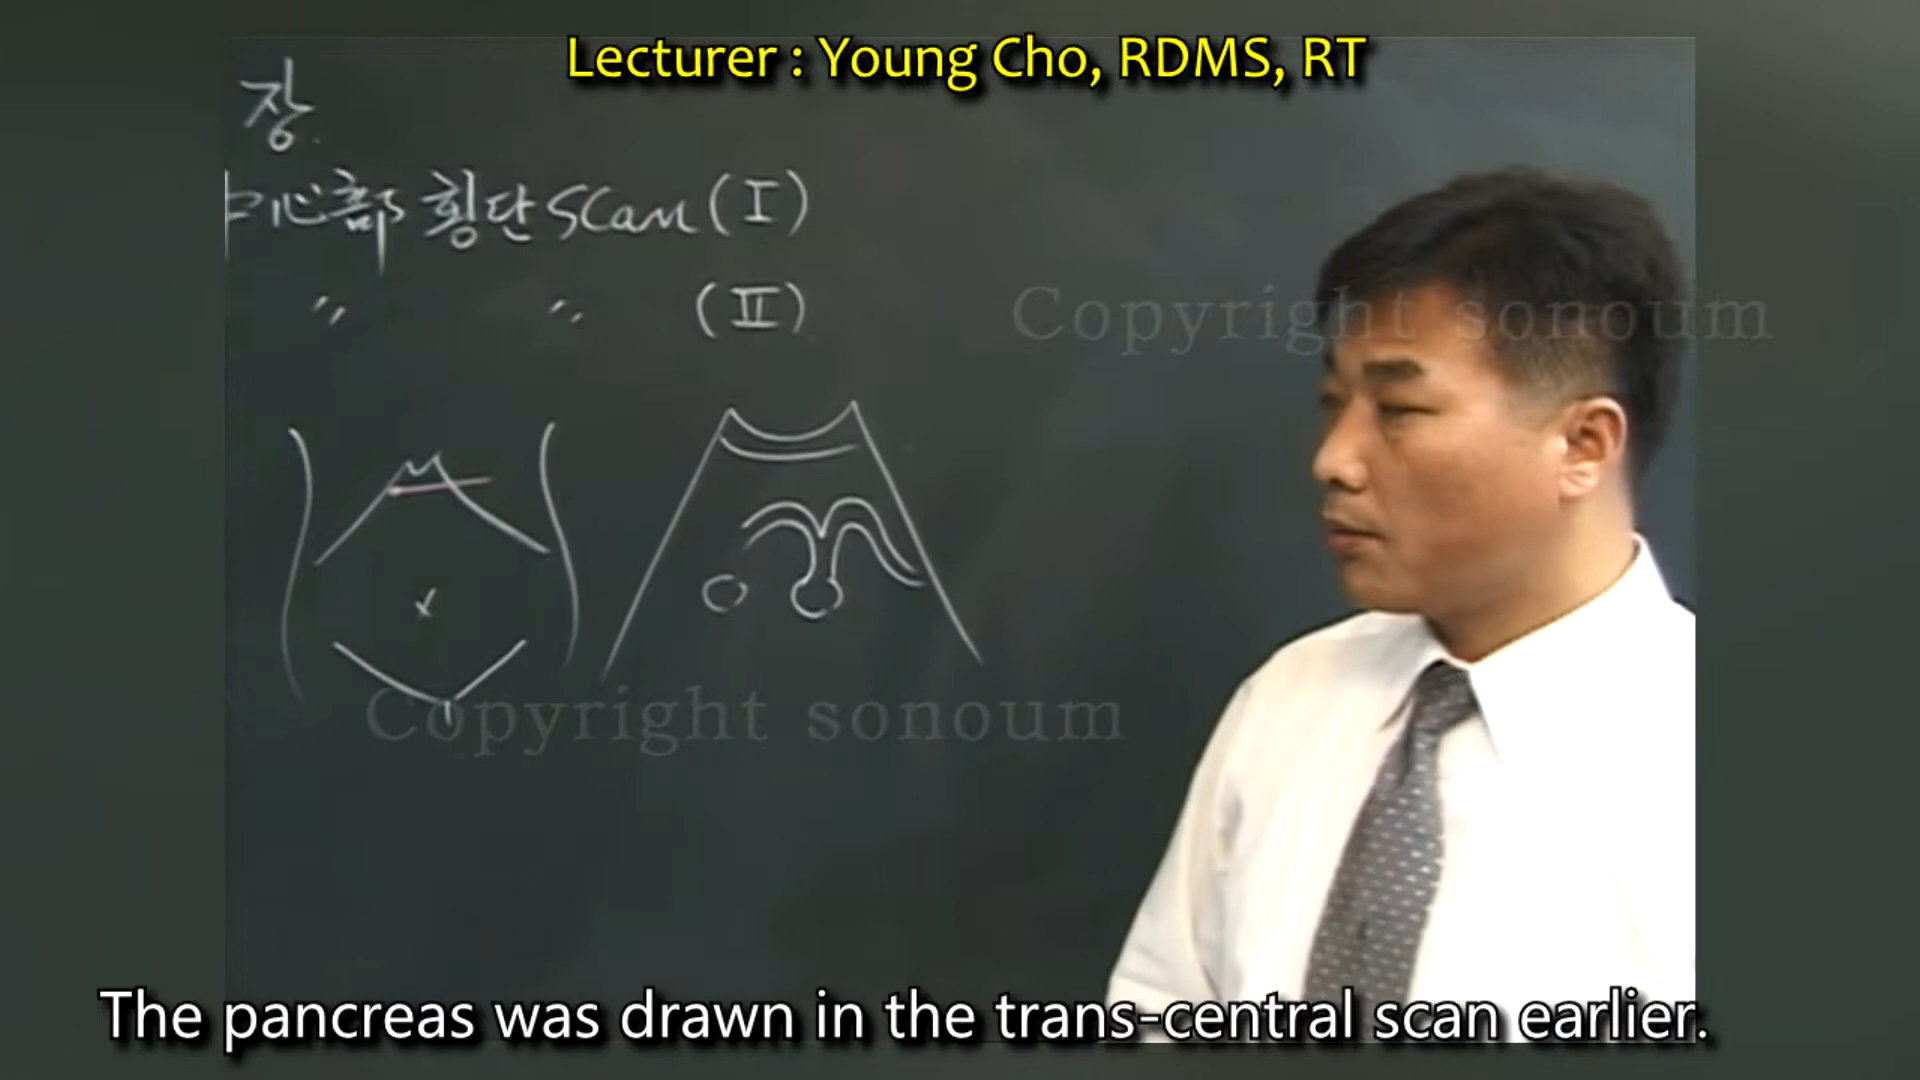 Lecturer : Young Cho, RDMS, RT
장
中心部 횡단 Scan (I)
〃 〃 (II)
Copyright sonoum
Copyright sonoum
The pancreas was drawn in the trans-central scan earlier.